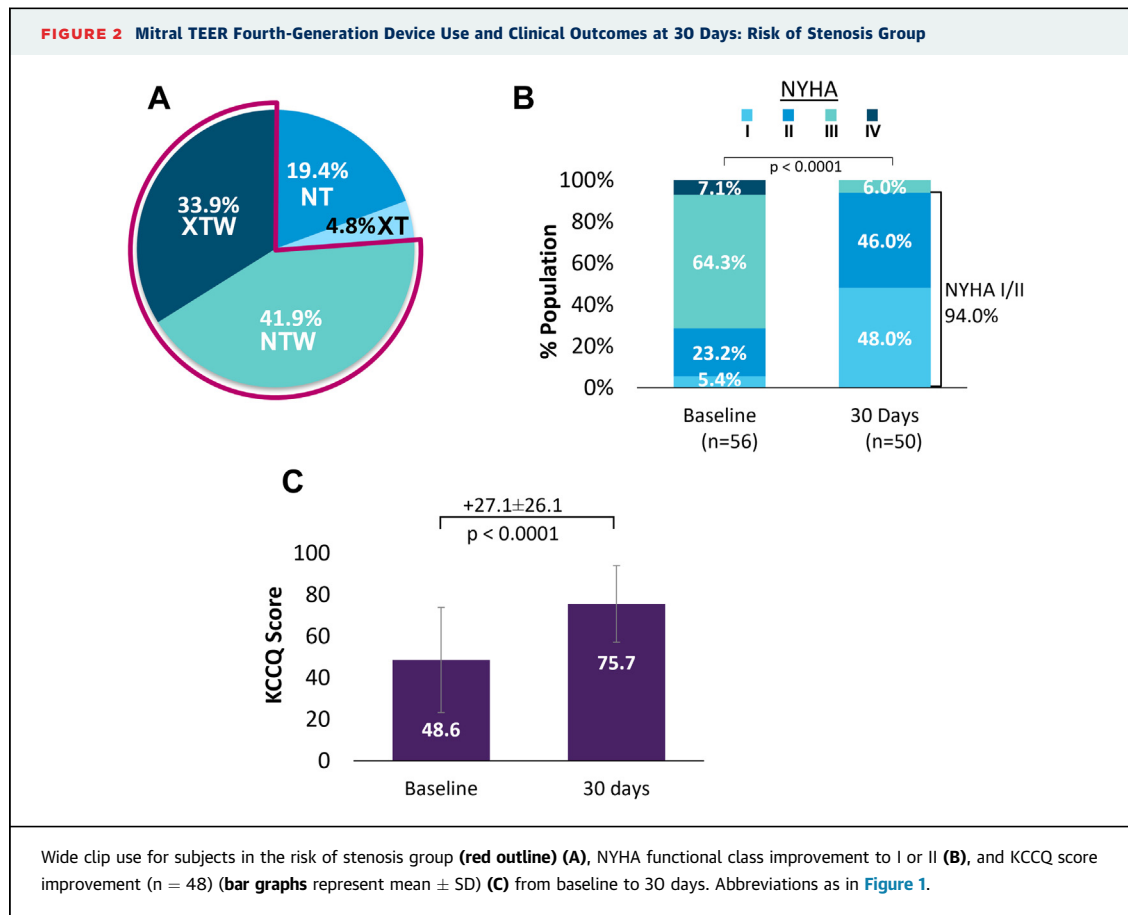 FIGURE 2 Mitral TEER Fourth-Generation Device Use and Clinical Outcomes at 30 Days: Risk of Stenosis Group
A
19.4%
NT
4.8% XT
33.9%
XTW
41.9%
NTW
B
NYHA
I II III IV
p < 0.0001
% Population
100%
80%
60%
40%
20%
0%
7.1%
64.3%
23.2%
5.4%
6.0%
46.0%
48.0%
NYHA I/II
94.0%
Baseline
(n=56)
30 Days
(n=50)
C
+27.1±26.1
p < 0.0001
KCCQ Score
100
80
60
40
20
0
48.6
75.7
Baseline
30 days
Wide clip use for subjects in the risk of stenosis group (red outline) (A), NYHA functional class improvement to I or II (B), and KCCQ score
improvement (n = 48) (bar graphs represent mean ± SD) (C) from baseline to 30 days. Abbreviations as in Figure 1.